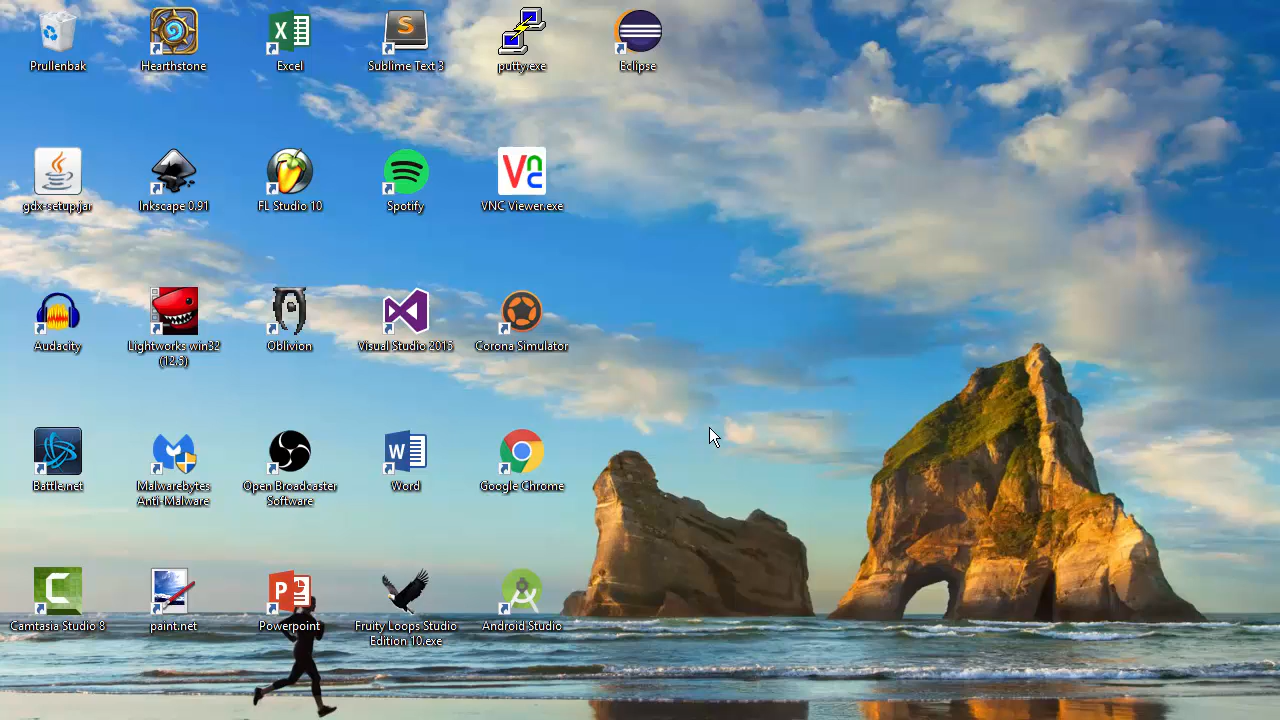 Prullenbak
Hearthstone
Excel
Sublime Text 3
putty.exe
Eclipse
gdx-setup.jar
Inkscape 0.91
FL Studio 10
Spotify
VNC Viewer.exe
Audacity
Lightworks win32
(12.5)
Oblivion
Visual Studio 2013
Corona Simulator
Battle.net
Malwarebytes
Anti-Malware
Open Broadcaster
Software
Word
Google Chrome
Camtasia Studio 8
paint.net
Powerpoint
Fruity Loops Studio
Edition 10.exe
Android Studio